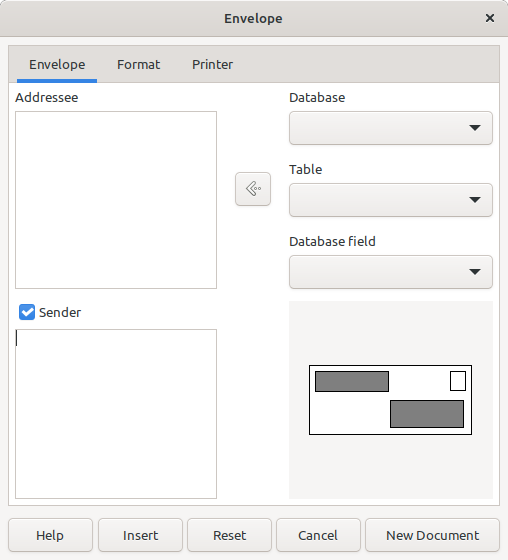 Envelope
Envelope Format Printer
Addressee
Database
Table
Database field
Sender
Help Insert Reset Cancel New Document